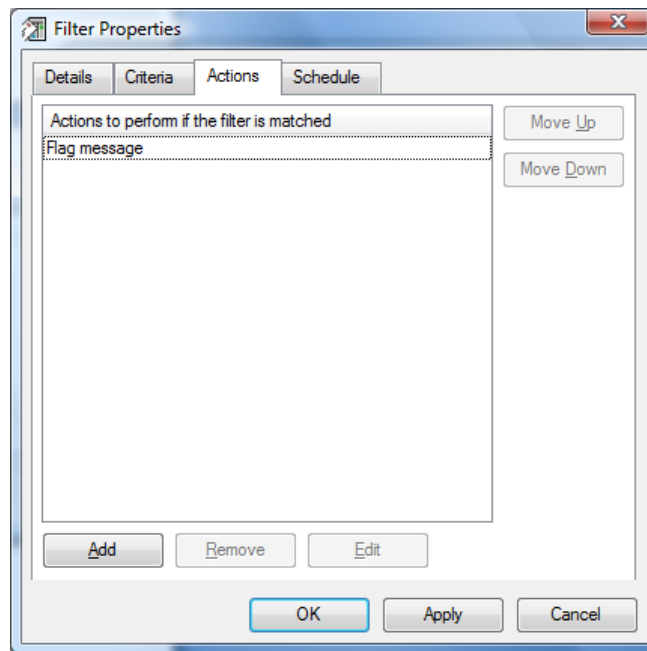 Filter Properties
Details Criteria Actions Schedule
Actions to perform if the filter is matched
Flag message
Move Up
Move Down
Add Remove Edit
OK Apply Cancel